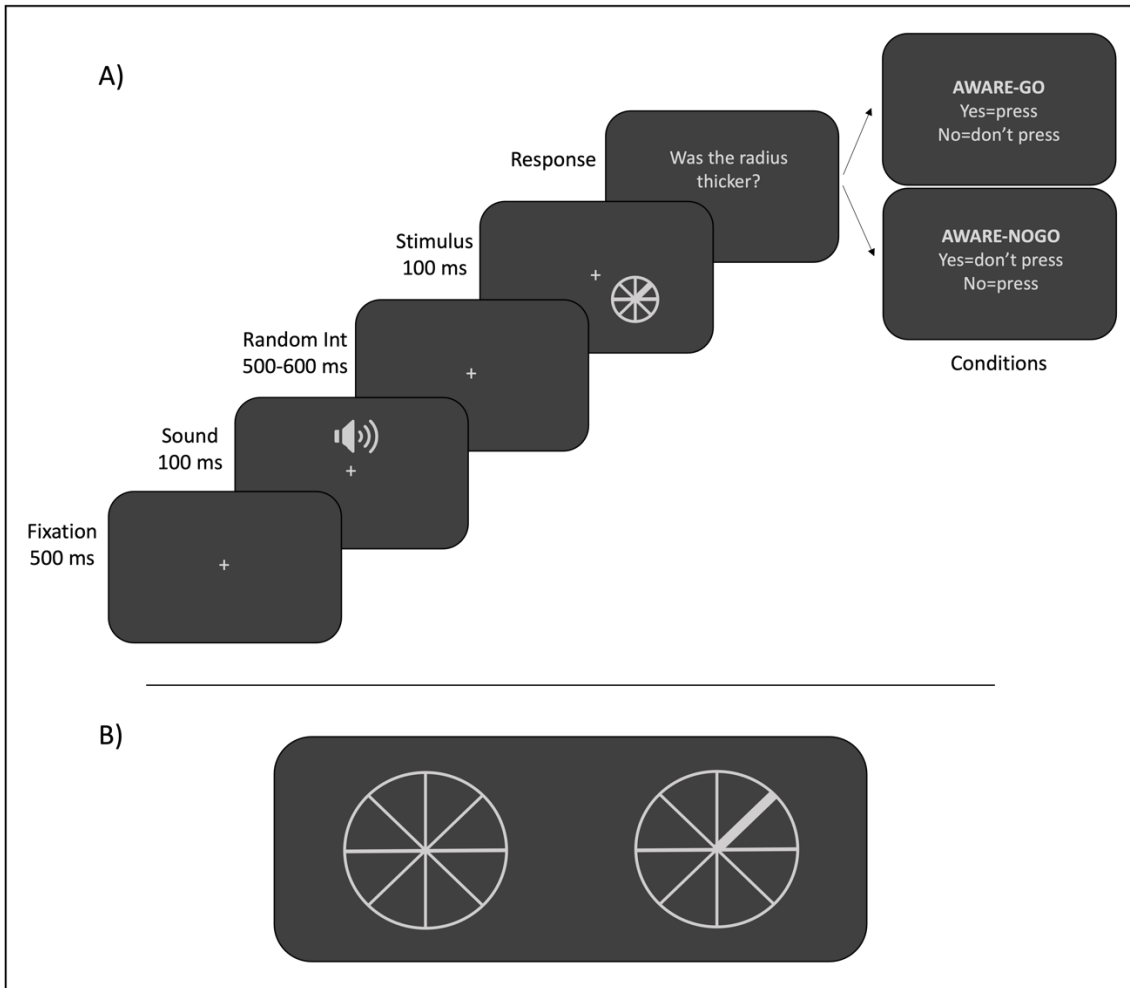 A)
AWARE-GO
Yes=press
No=don't press
Response
Was the radius
thicker?
AWARE-NOGO
Yes=don't press
No=press
Conditions
Stimulus
100 ms
Random Int
500-600 ms
Sound
100 ms
Fixation
500 ms
B)